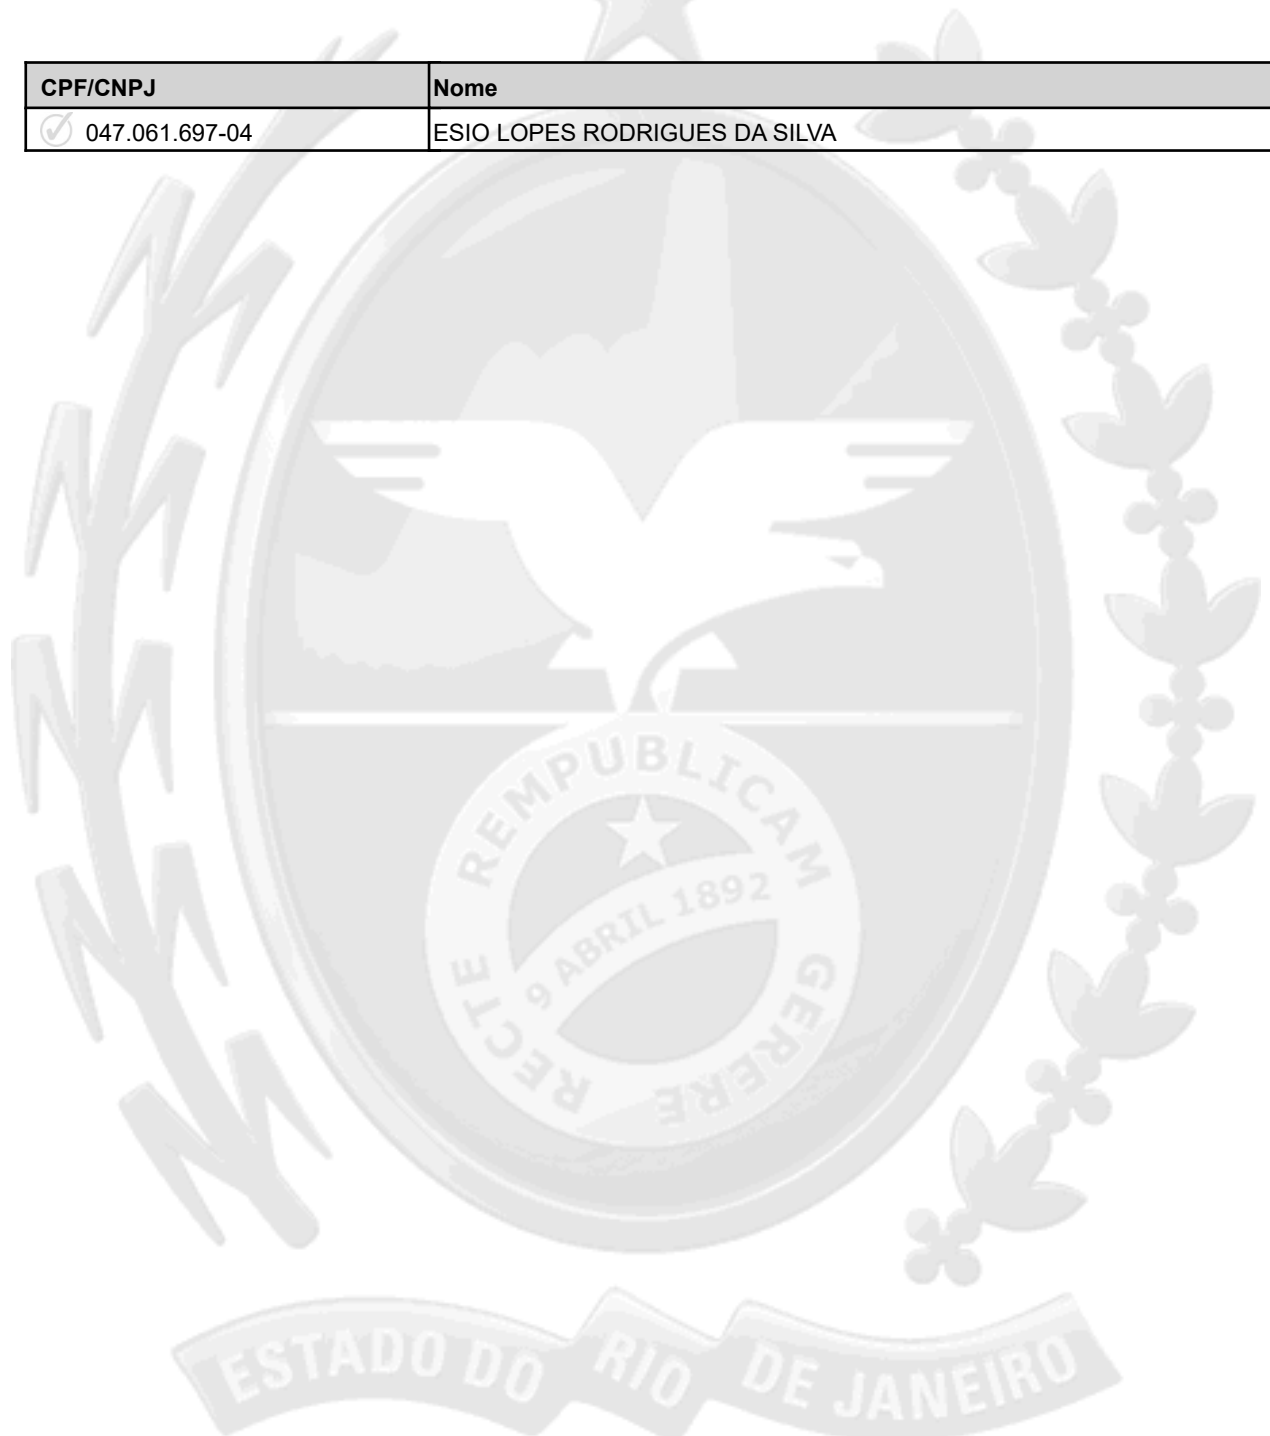 CPF/CNPJ Nome
047.061.697-04 ESIO LOPES RODRIGUES DA SILVA
RECTE REMPUBLICAM GERERE
9 ABRIL 1892
ESTADO DO RIO DE JANEIRO